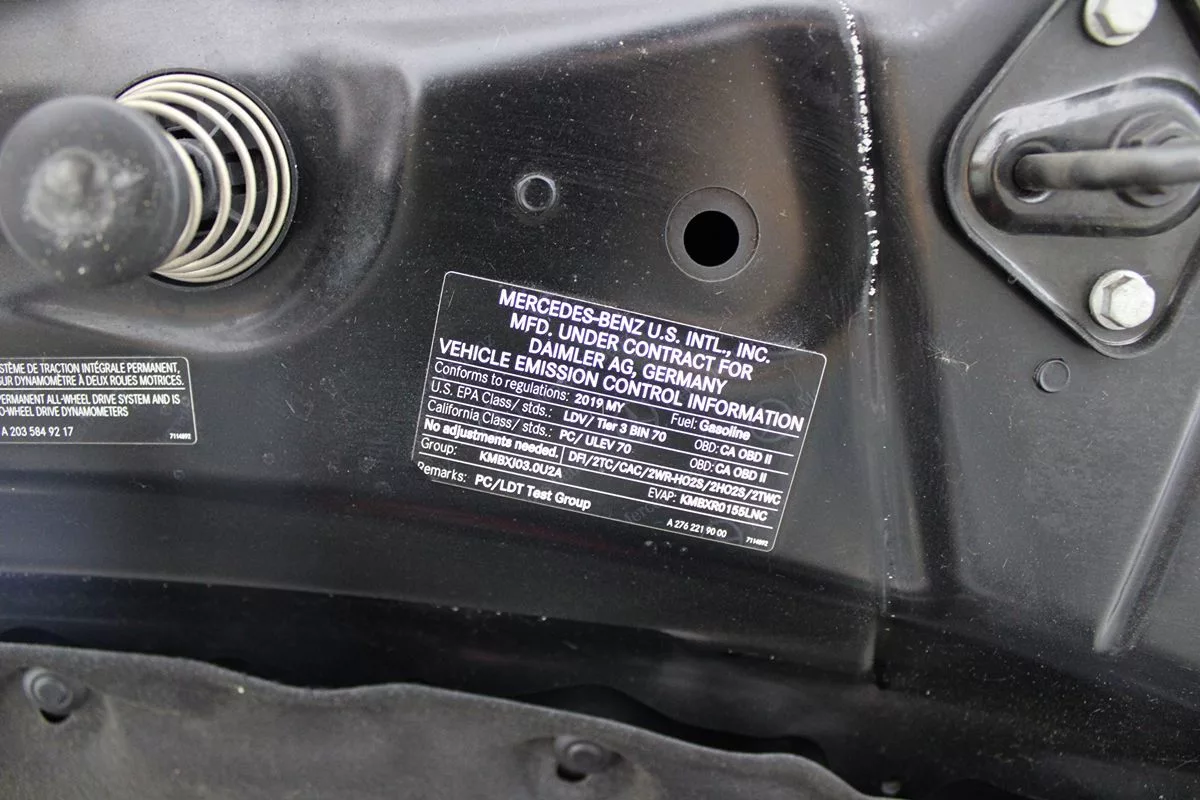 STÈME DE TRACTION INTÉGRALE PERMANENT,
SUR DYNAMOMÈTRE À DEUX ROUES MOTRICES.
PERMANENT ALL-WHEEL DRIVE SYSTEM AND IS
O-WHEEL DRIVE DYNAMOMETERS
A 203 584 92 17
7114892
MERCEDES-BENZ U.S. INTL., INC.
MFD. UNDER CONTRACT FOR
DAIMLER AG, GERMANY
VEHICLE EMISSION CONTROL INFORMATION
Conforms to regulations: 2019 MY Fuel: Gasoline
U.S. EPA Class/ stds.: LDV/ Tier 3 BIN 70 OBD: CA OBD II
California Class/ stds.: PC/ ULEV 70 OBD: CA OBD II
No adjustments needed. DFI/2TC/CAC/2WR-HO2S/2HO2S/2TWC
Group: KMBXJ03.0U2A EVAP: KMBXR0155LNC
Remarks: PC/LDT Test Group
A 276 221 90 00 7114892